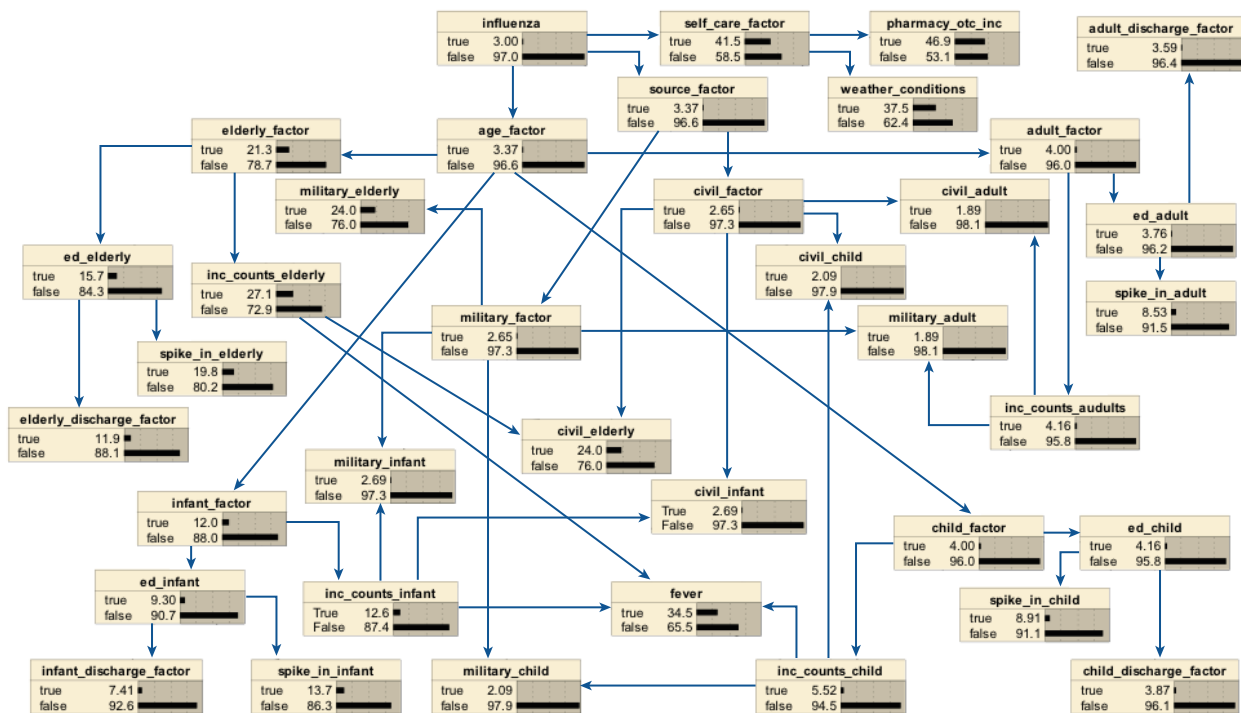 influenza
true 3.00
false 97.0
self_care_factor
true 41.5
false 58.5
pharmacy_otc_inc
true 46.9
false 53.1
adult_discharge_factor
true 3.59
false 96.4
source_factor
true 3.37
false 96.6
weather_conditions
true 37.5
false 62.4
elderly_factor
true 21.3
false 78.7
age_factor
true 3.37
false 96.6
adult_factor
true 4.00
false 96.0
military_elderly
true 24.0
false 76.0
civil_factor
true 2.65
false 97.3
civil_adult
true 1.89
false 98.1
ed_adult
true 3.76
false 96.2
ed_elderly
true 15.7
false 84.3
inc_counts_elderly
true 27.1
false 72.9
civil_child
true 2.09
false 97.9
spike_in_adult
true 8.53
false 91.5
military_factor
true 2.65
false 97.3
military_adult
true 1.89
false 98.1
spike_in_elderly
true 19.8
false 80.2
elderly_discharge_factor
true 11.9
false 88.1
civil_elderly
true 24.0
false 76.0
inc_counts_audults
true 4.16
false 95.8
military_infant
true 2.69
false 97.3
civil_infant
True 2.69
False 97.3
infant_factor
true 12.0
false 88.0
child_factor
true 4.00
false 96.0
ed_child
true 4.16
false 95.8
ed_infant
true 9.30
false 90.7
inc_counts_infant
True 12.6
False 87.4
fever
true 34.5
false 65.5
spike_in_child
true 8.91
false 91.1
infant_discharge_factor
true 7.41
false 92.6
spike_in_infant
true 13.7
false 86.3
military_child
true 2.09
false 97.9
inc_counts_child
true 5.52
false 94.5
child_discharge_factor
true 3.87
false 96.1